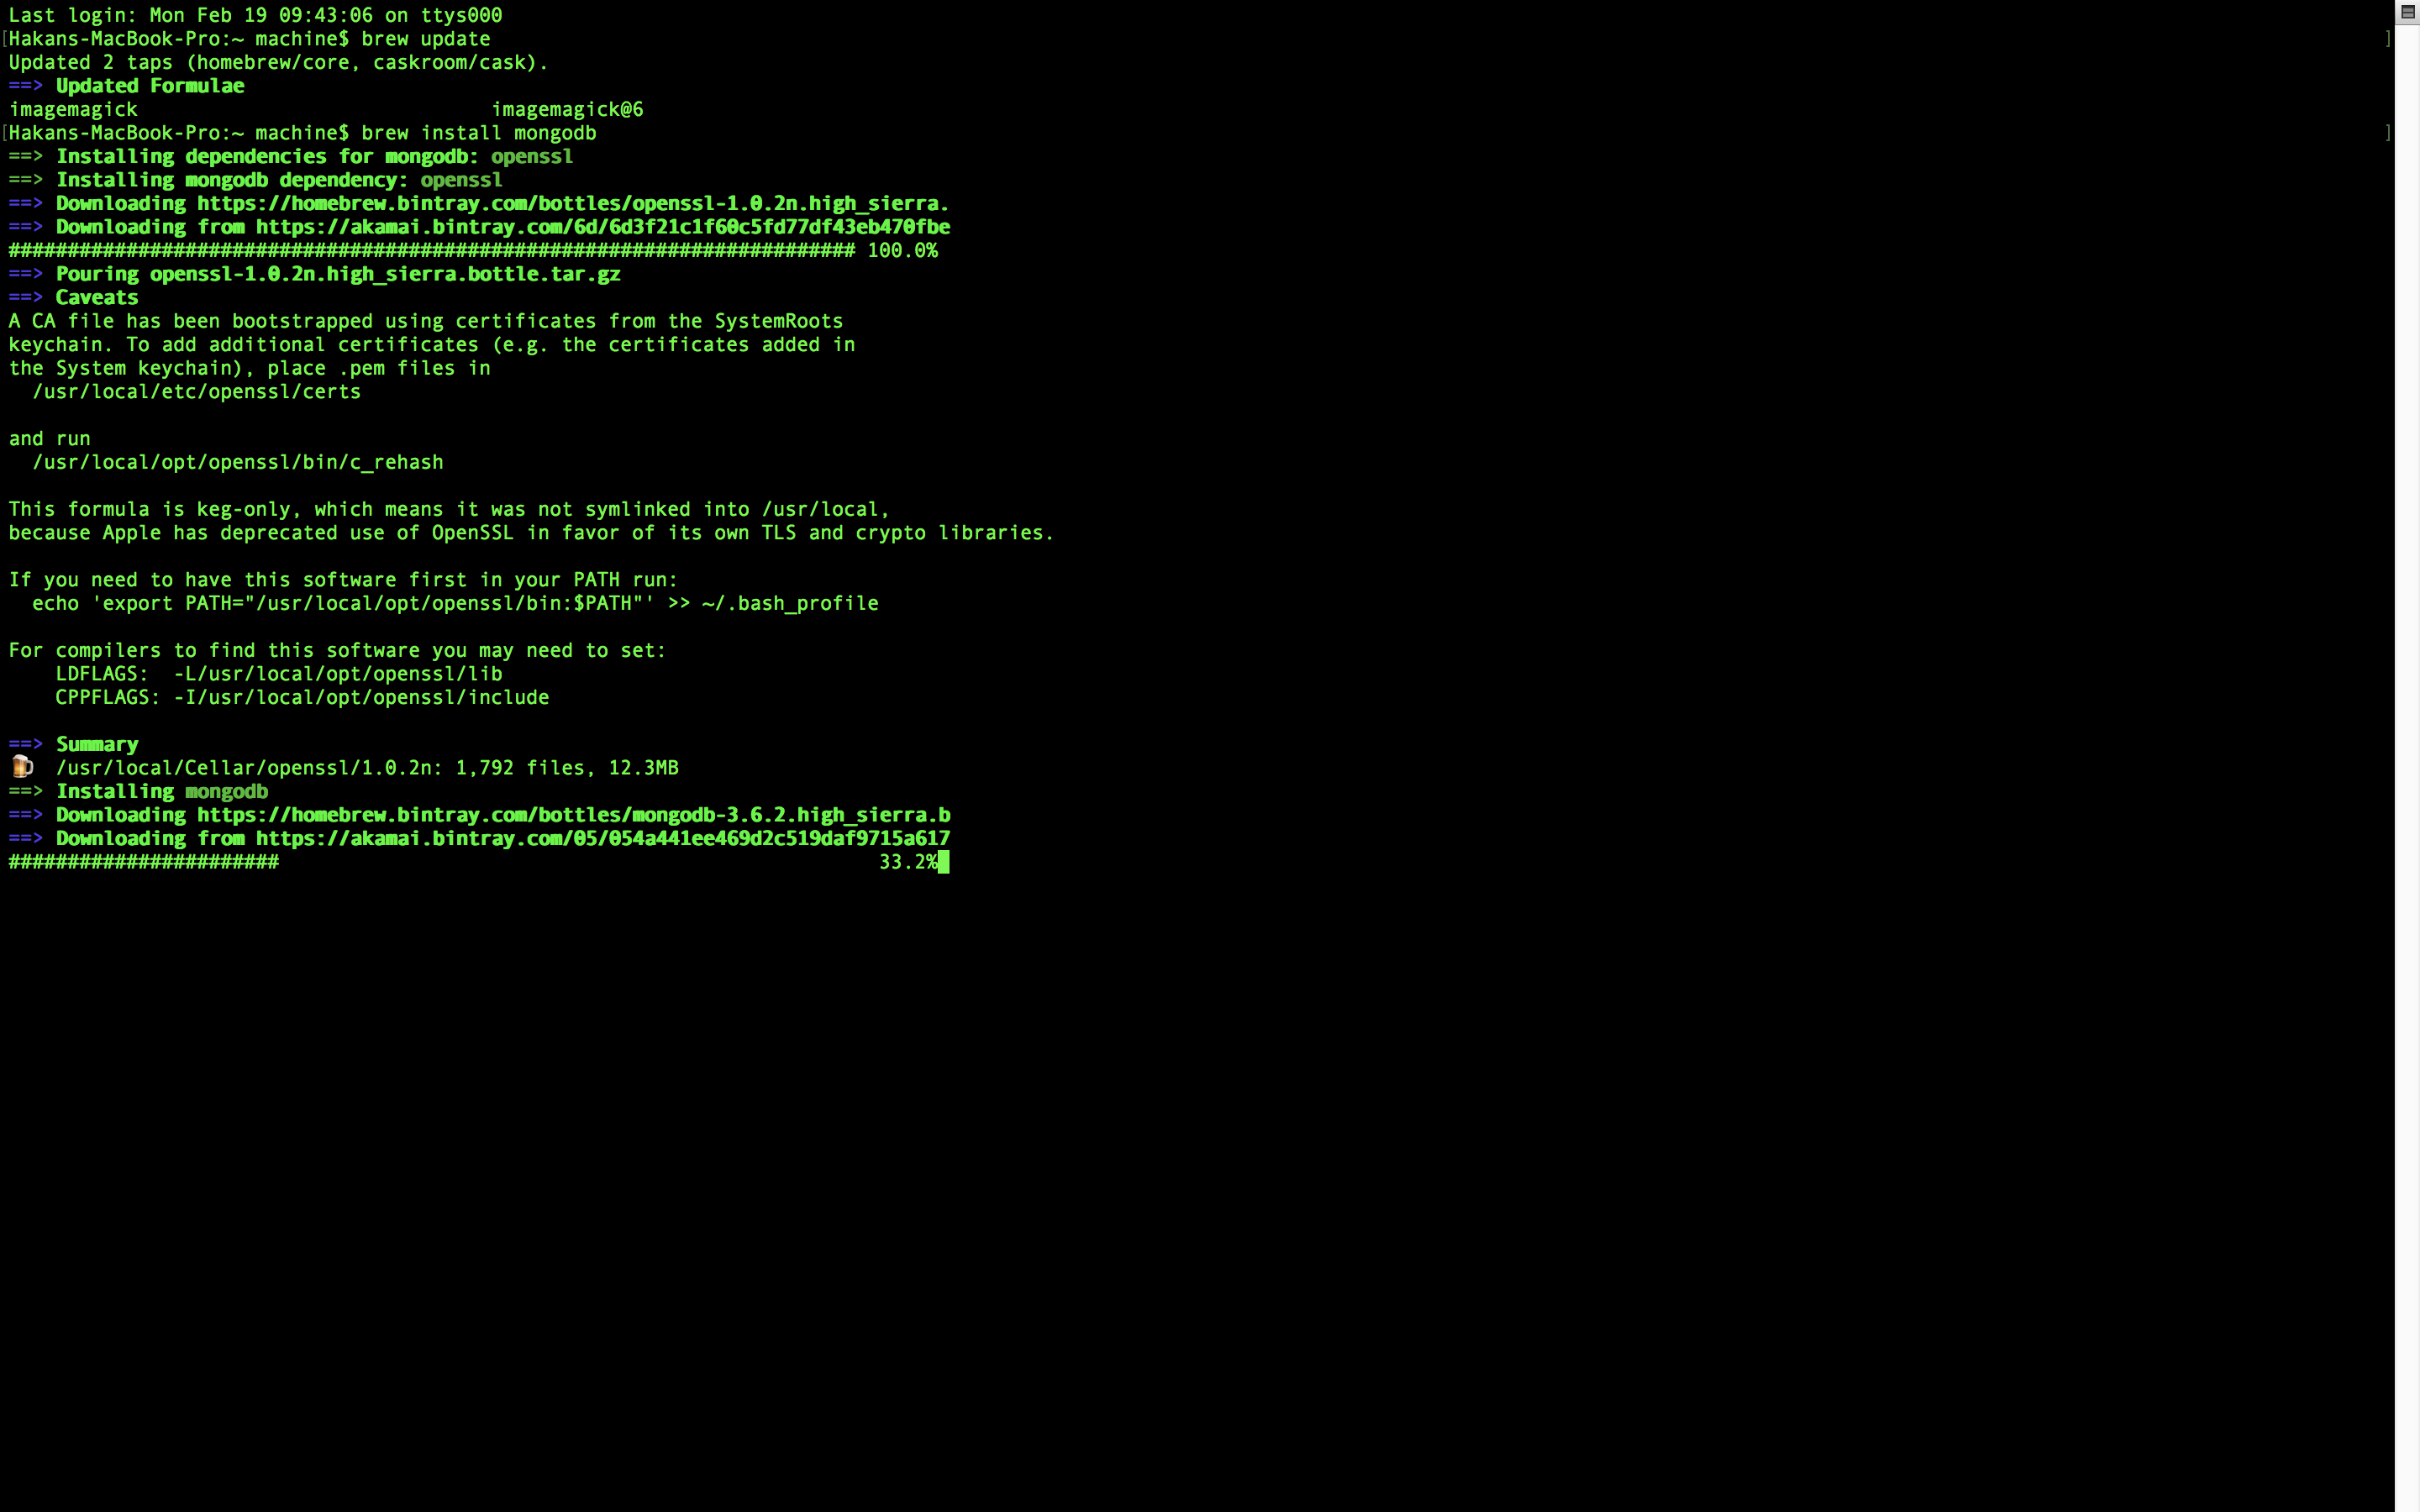 Last login: Mon Feb 19 09:43:06 on ttys000
[Hakans-MacBook-Pro:~ machine$ brew update ]
Updated 2 taps (homebrew/core, caskroom/cask).
==> Updated Formulae
imagemagick imagemagick@6
[Hakans-MacBook-Pro:~ machine$ brew install mongodb ]
==> Installing dependencies for mongodb: openssl
==> Installing mongodb dependency: openssl
==> Downloading https://homebrew.bintray.com/bottles/openssl-1.0.2n.high_sierra.
==> Downloading from https://akamai.bintray.com/6d/6d3f21c1f60c5fd77df43eb470fbe
######################################################################## 100.0%
==> Pouring openssl-1.0.2n.high_sierra.bottle.tar.gz
==> Caveats
A CA file has been bootstrapped using certificates from the SystemRoots
keychain. To add additional certificates (e.g. the certificates added in
the System keychain), place .pem files in
  /usr/local/etc/openssl/certs

and run
  /usr/local/opt/openssl/bin/c_rehash

This formula is keg-only, which means it was not symlinked into /usr/local,
because Apple has deprecated use of OpenSSL in favor of its own TLS and crypto libraries.

If you need to have this software first in your PATH run:
  echo 'export PATH="/usr/local/opt/openssl/bin:$PATH"' >> ~/.bash_profile

For compilers to find this software you may need to set:
    LDFLAGS:  -L/usr/local/opt/openssl/lib
    CPPFLAGS: -I/usr/local/opt/openssl/include

==> Summary
🍺  /usr/local/Cellar/openssl/1.0.2n: 1,792 files, 12.3MB
==> Installing mongodb
==> Downloading https://homebrew.bintray.com/bottles/mongodb-3.6.2.high_sierra.b
==> Downloading from https://akamai.bintray.com/05/054a441ee469d2c519daf9715a617
####################### 33.2%